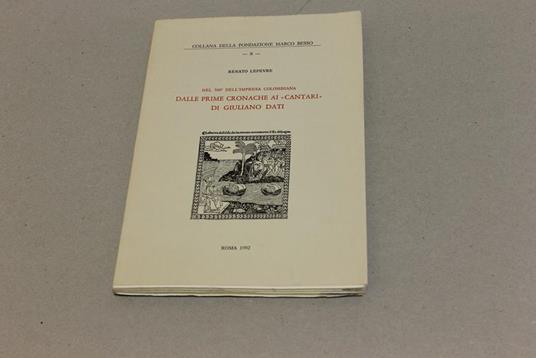 COLLANA DELLA FONDAZIONE MARCO BESSO
RENATO LEFEVRE
NEL 500° DELL'IMPRESA COLOMBIANA
DALLE PRIME CRONACHE AI «CANTARI»
DI GIULIANO DATI
ROMA 1992